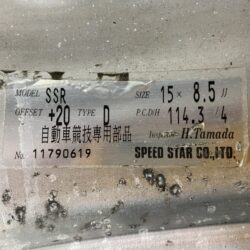 MODEL SSR SIZE 15 × 8.5 JJ
OFFSET +20 TYPE D P.C.D/H 114.3 / 4
自動車競技専用部品 Inspector H.Tamada
No. 11790619 SPEED STAR CO.,LTD.